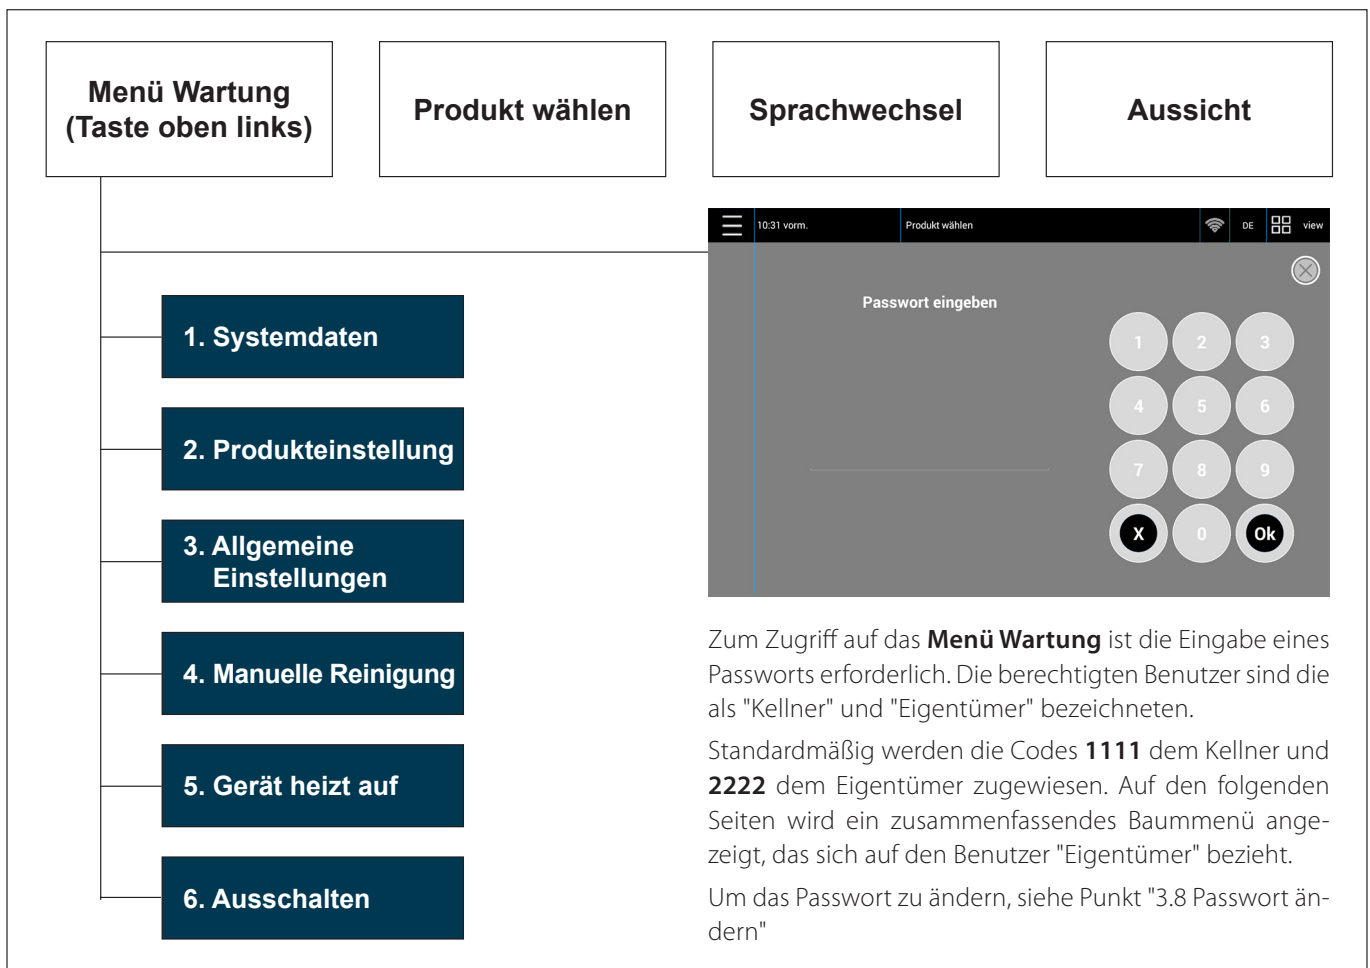 Menü Wartung
(Taste oben links)
Produkt wählen
Sprachwechsel
Aussicht
10:31 vorm.
Produkt wählen
DE
view
Passwort eingeben
1 2 3
4 5 6
7 8 9
X 0 Ok
1. Systemdaten
2. Produkteinstellung
3. Allgemeine
Einstellungen
4. Manuelle Reinigung
5. Gerät heizt auf
6. Ausschalten
Zum Zugriff auf das Menü Wartung ist die Eingabe eines
Passworts erforderlich. Die berechtigten Benutzer sind die
als "Kellner" und "Eigentümer" bezeichneten.
Standardmäßig werden die Codes 1111 dem Kellner und
2222 dem Eigentümer zugewiesen. Auf den folgenden
Seiten wird ein zusammenfassendes Baummenü ange-
zeigt, das sich auf den Benutzer "Eigentümer" bezieht.
Um das Passwort zu ändern, siehe Punkt "3.8 Passwort än-
dern"